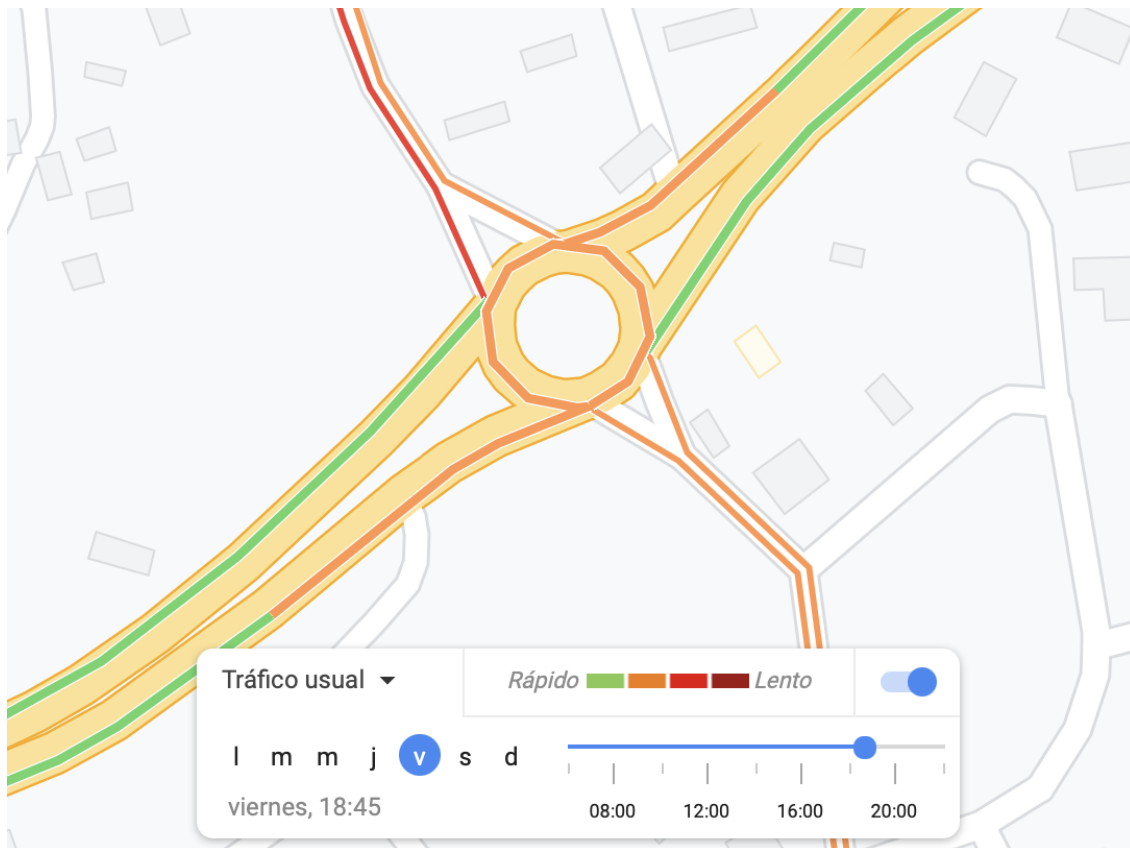 Tráfico usual
Rápido Lento
l m m j v s d
viernes, 18:45
08:00 12:00 16:00 20:00